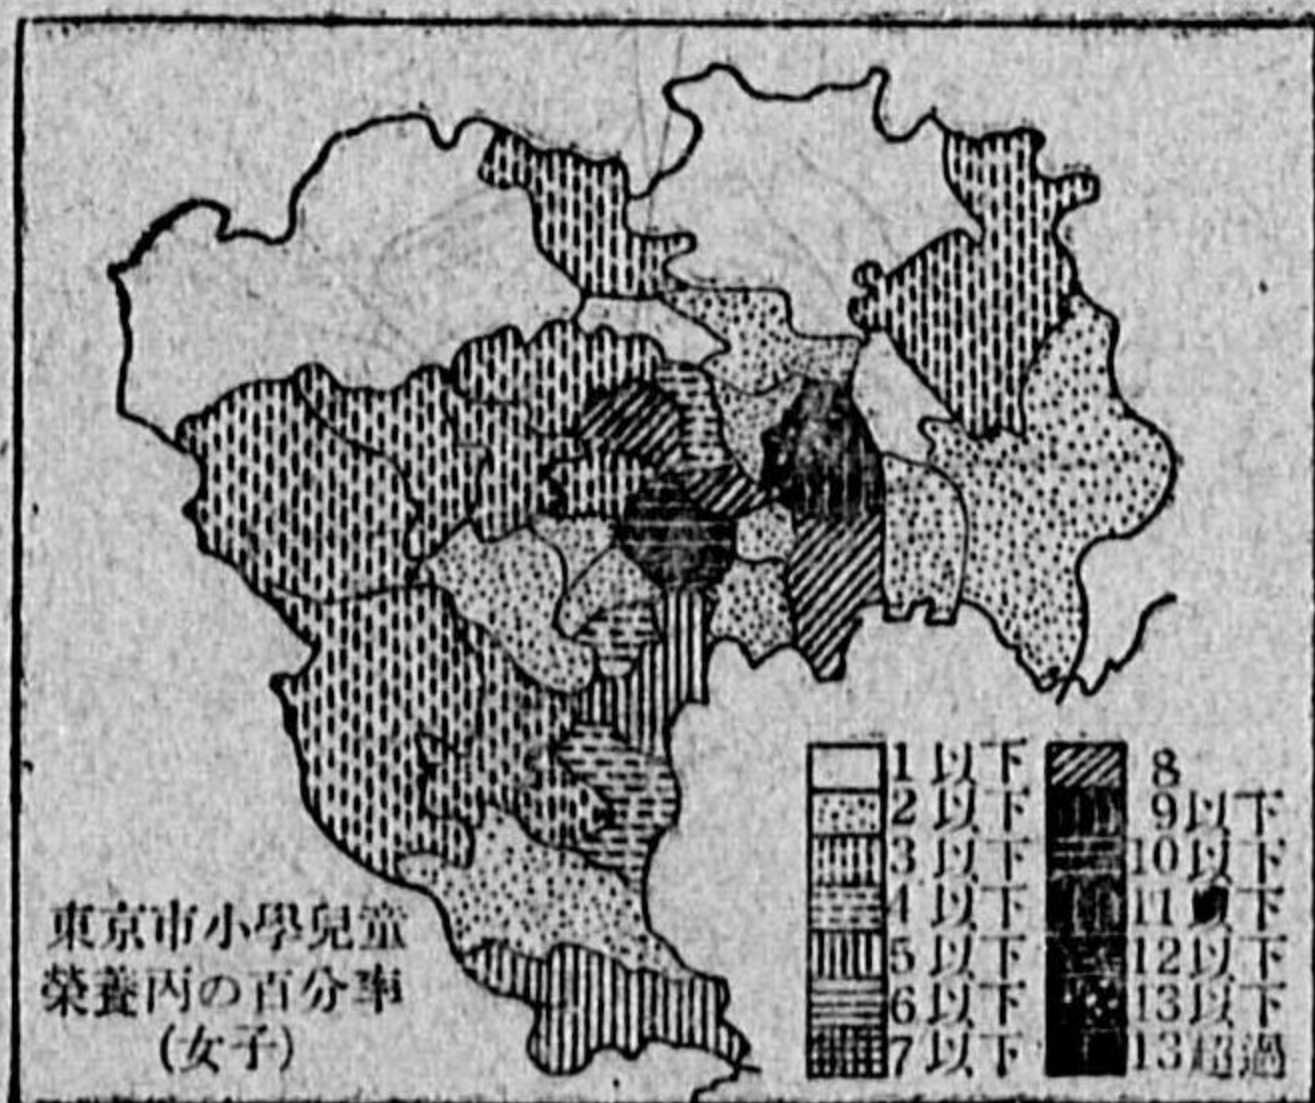 東京市小學兒童
榮養丙の百分率
(女子)
1以下
2以下
3以下
4以下
5以下
6以下
7以下
8
9以下
10以下
11以下
12以下
13以下
13超過